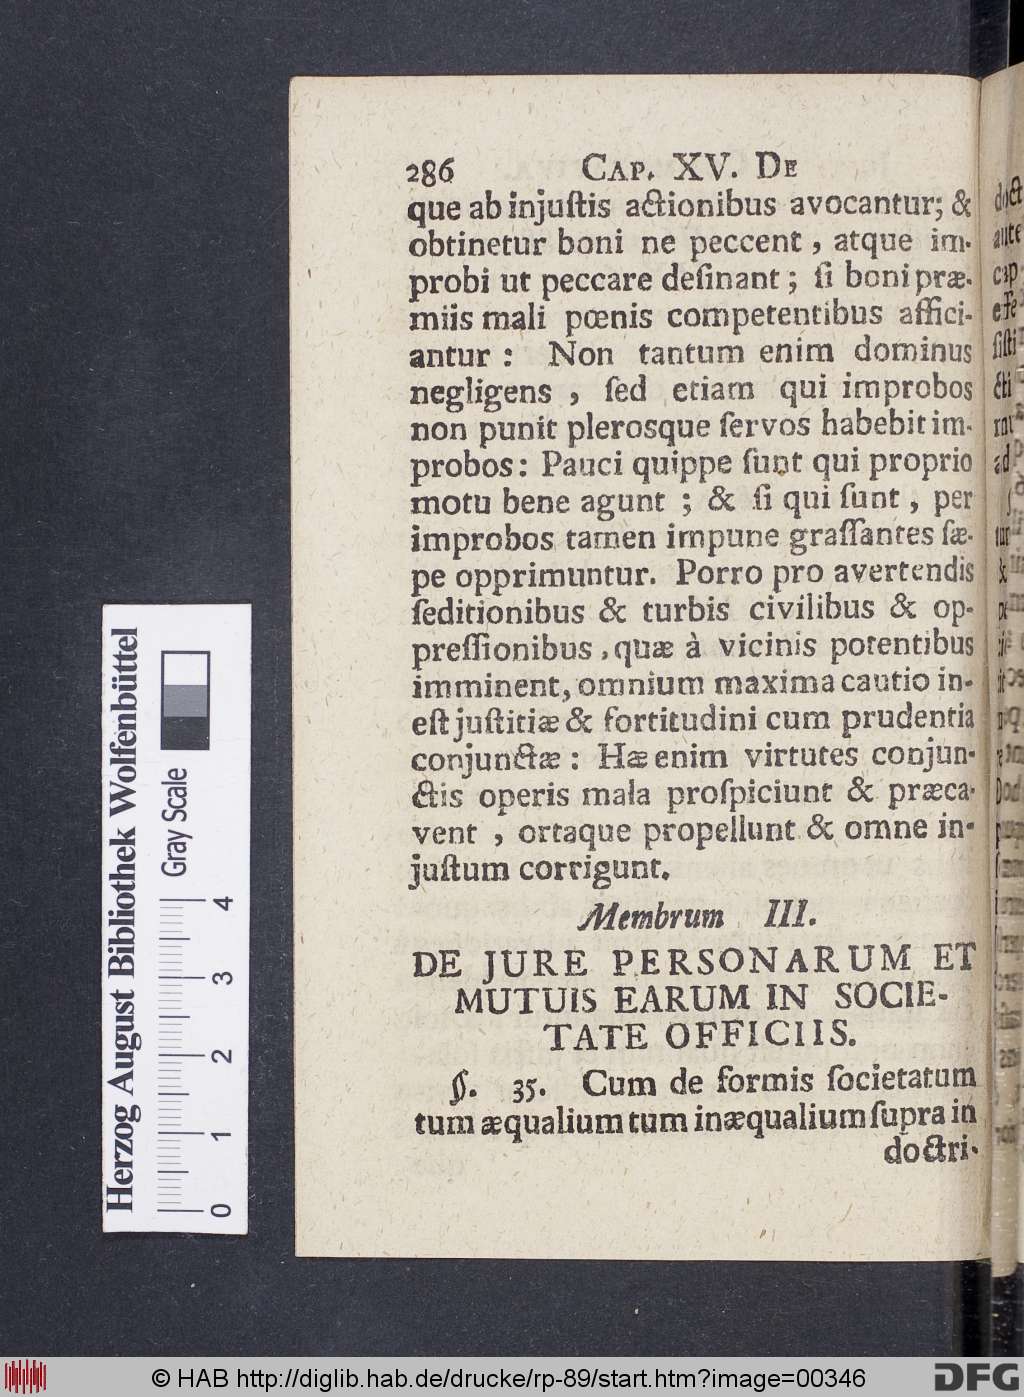 286 Cap. XV. De
que ab injuſtis actionibus avocantur; &
obtinetur boni ne peccent, atque im-
probi ut peccare deſinant; ſi boni præ-
miis mali pœnis competentibus affici-
antur: Non tantum enim dominus
negligens, ſed etiam qui improbos
non punit plerosque ſervos habebit im-
probos: Pauci quippe ſunt qui proprio
motu bene agunt; & ſi qui ſunt, per
improbos tamen impune graſſantes ſæ-
pe opprimuntur. Porro pro avertendis
ſeditionibus & turbis civilibus & op-
preſſionibus, quæ à vicinis potentibus
imminent, omnium maxima cautio in-
eſt juſtitiæ & fortitudini cum prudentia
conjunctæ: Hæ enim virtutes conjun-
ctis operis mala proſpiciunt & præca-
vent, ortaque propellunt & omne in-
juſtum corrigunt.
Membrum III.
DE JURE PERSONARUM ET
MUTUIS EARUM IN SOCIE-
TATE OFFICIIS.
§. 35. Cum de formis ſocietatum
tum æqualium tum inæqualium ſupra in
doctri-
Herzog August Bibliothek Wolfenbüttel
Gray Scale
0 1 2 3 4
© HAB http://diglib.hab.de/drucke/rp-89/start.htm?image=00346
DFG